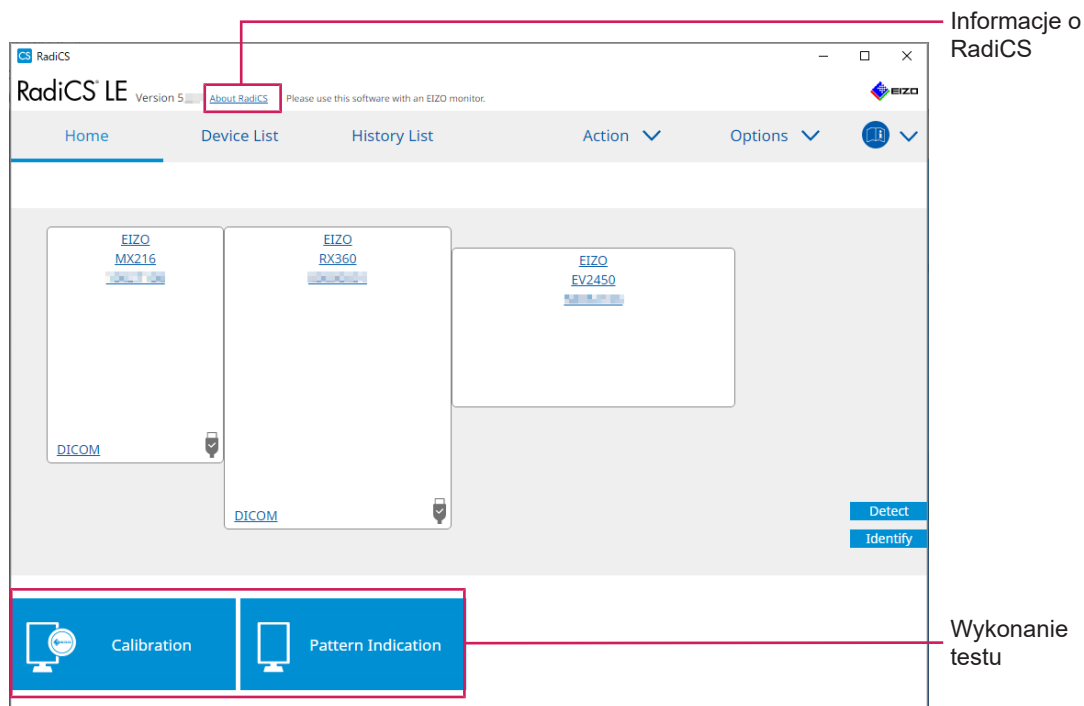 Informacje o
RadiCS
CS RadiCS
RadiCS® LE Version 5 About RadiCS Please use this software with an EIZO monitor.
EIZO
Home Device List History List Action Options
EIZO
MX216
EIZO
RX360
EIZO
EV2450
DICOM
DICOM
Detect
Identify
Calibration Pattern Indication
Wykonanie
testu